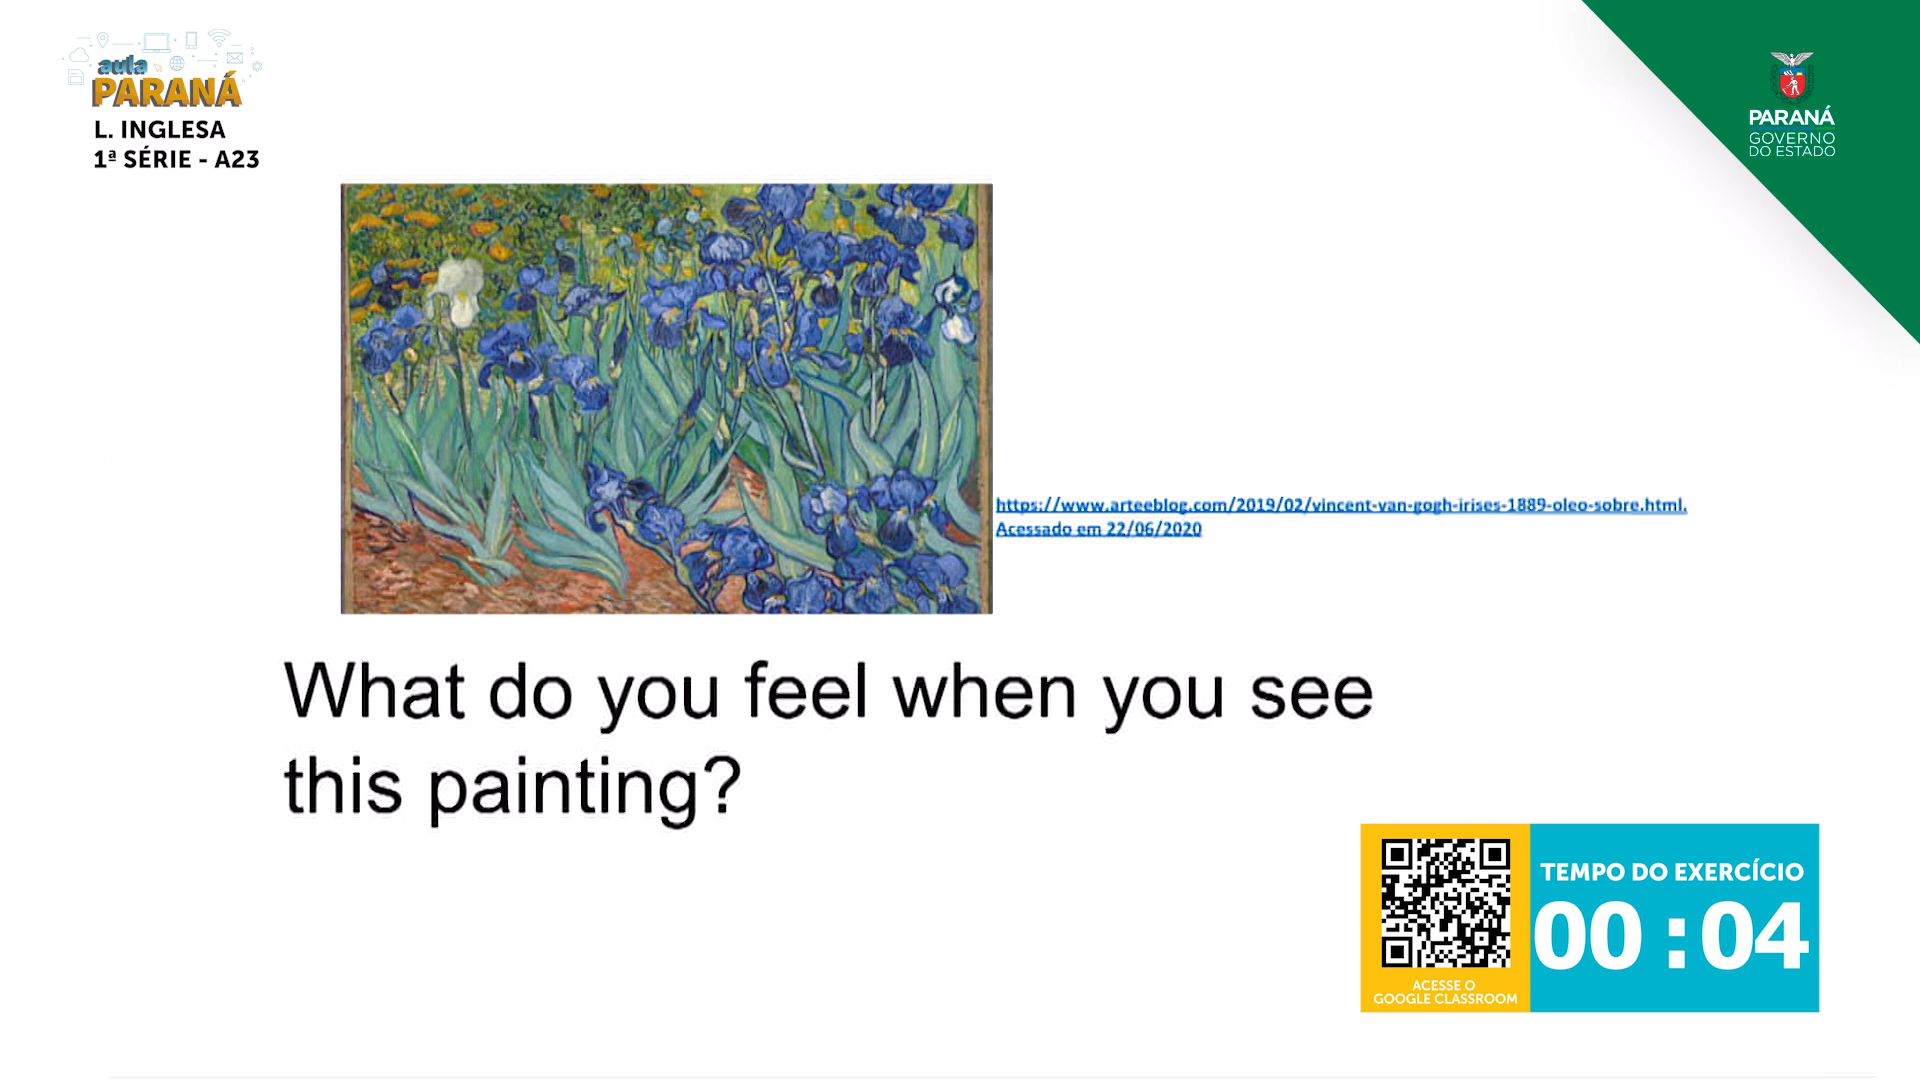 aula
PARANÁ
L. INGLESA
1ª SÉRIE - A23
PARANÁ
GOVERNO
DO ESTADO
https://www.arteeblog.com/2019/02/vincent-van-gogh-irises-1889-oleo-sobre.html.
Acessado em 22/06/2020
What do you feel when you see
this painting?
TEMPO DO EXERCÍCIO
00:04
ACESSE O
GOOGLE CLASSROOM